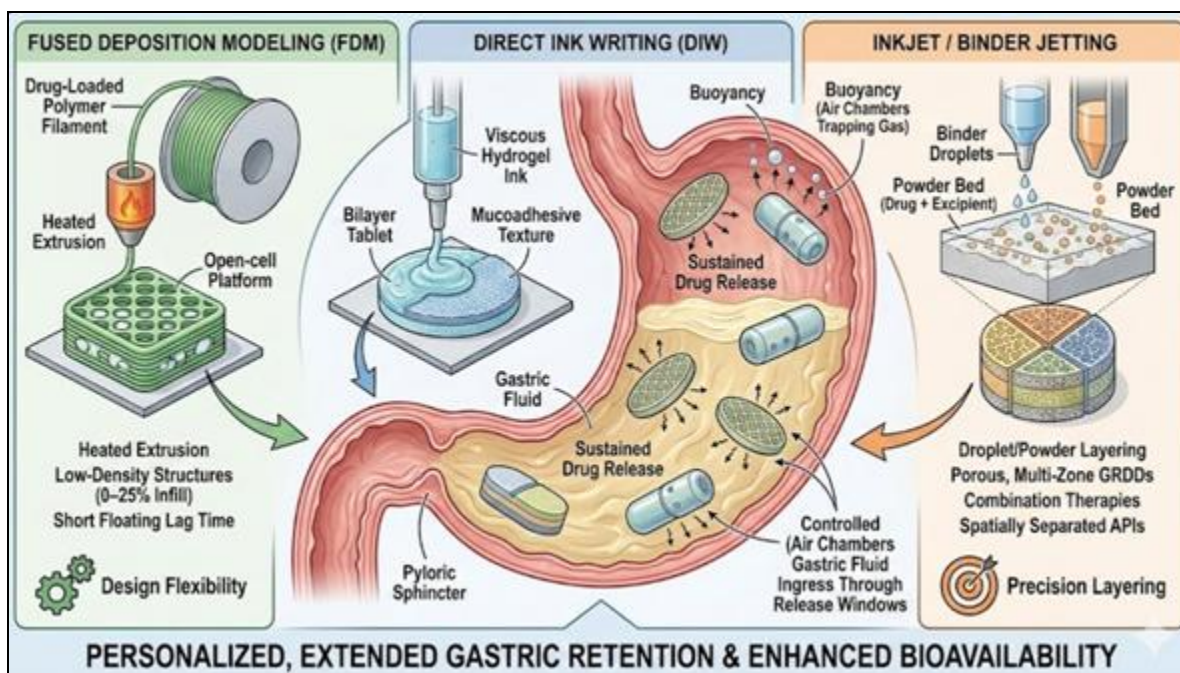 FUSED DEPOSITION MODELING (FDM)
Drug-Loaded
Polymer
Filament
Heated
Extrusion
Open-cell
Platform
Heated Extrusion
Low-Density Structures
(0–25% Infill)
Short Floating Lag Time
Design Flexibility
DIRECT INK WRITING (DIW)
Viscous
Hydrogel
Ink
Bilayer
Tablet
Mucoadhesive
Texture
Buoyancy
Buoyancy
(Air Chambers
Trapping Gas)
Sustained
Drug Release
Gastric
Fluid
Sustained
Drug Release
Pyloric
Sphincter
Controlled
(Air Chambers
Gastric Fluid
Ingress Through
Release Windows
INKJET / BINDER JETTING
Binder
Droplets
Powder Bed
(Drug + Excipient)
Powder
Bed
Droplet/Powder Layering
Porous, Multi-Zone GRDDs
Combination Therapies
Spatially Separated APIs
Precision Layering
PERSONALIZED, EXTENDED GASTRIC RETENTION & ENHANCED BIOAVAILABILITY